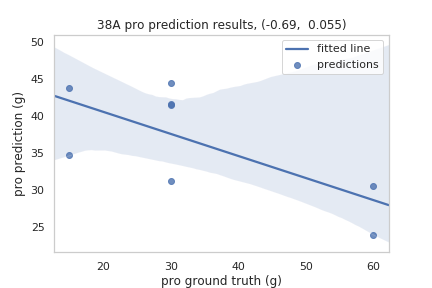 38A pro prediction results, (-0.69,  0.055)
fitted line
predictions
50
45
40
35
30
25
pro prediction (g)
20 30 40 50 60
pro ground truth (g)